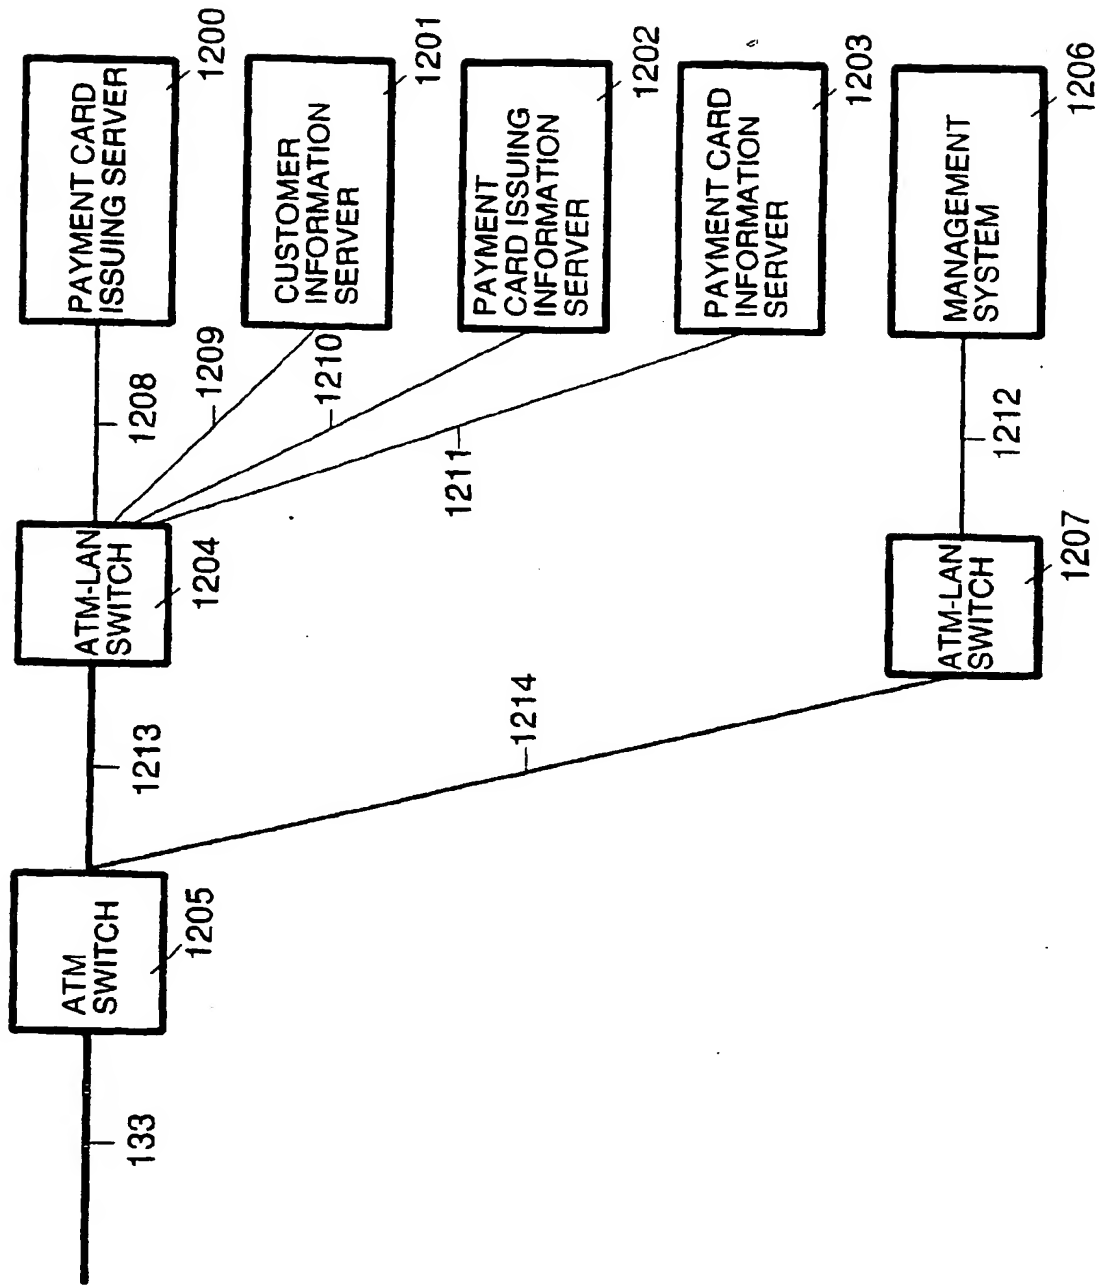 PAYMENT CARD
ISSUING SERVER
1200
CUSTOMER
INFORMATION
SERVER
1201
PAYMENT
CARD ISSUING
INFORMATION
SERVER
1202
PAYMENT CARD
INFORMATION
SERVER
1203
MANAGEMENT
SYSTEM
1206
1208
1209
1210
1211
1212
ATM-LAN
SWITCH
1204
ATM-LAN
SWITCH
1207
1213
1214
ATM
SWITCH
1205
133